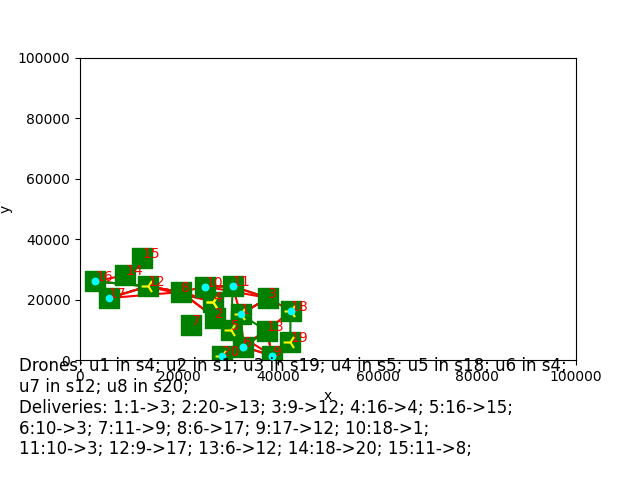 100000
80000
60000
40000
20000
0
y
0
20000
40000
60000
80000
100000
x
15
14
16
12
Drones: u1 in s4; u2 in s1; u3 in s19; u4 in s5; u5 in s18; u6 in s4;
u7 in s12; u8 in s20;
Deliveries: 1:1->3; 2:20->13; 3:9->12; 4:16->4; 5:16->15;
6:10->3; 7:11->9; 8:6->17; 9:17->12; 10:18->1;
11:10->3; 12:9->17; 13:6->12; 14:18->20; 15:11->8;